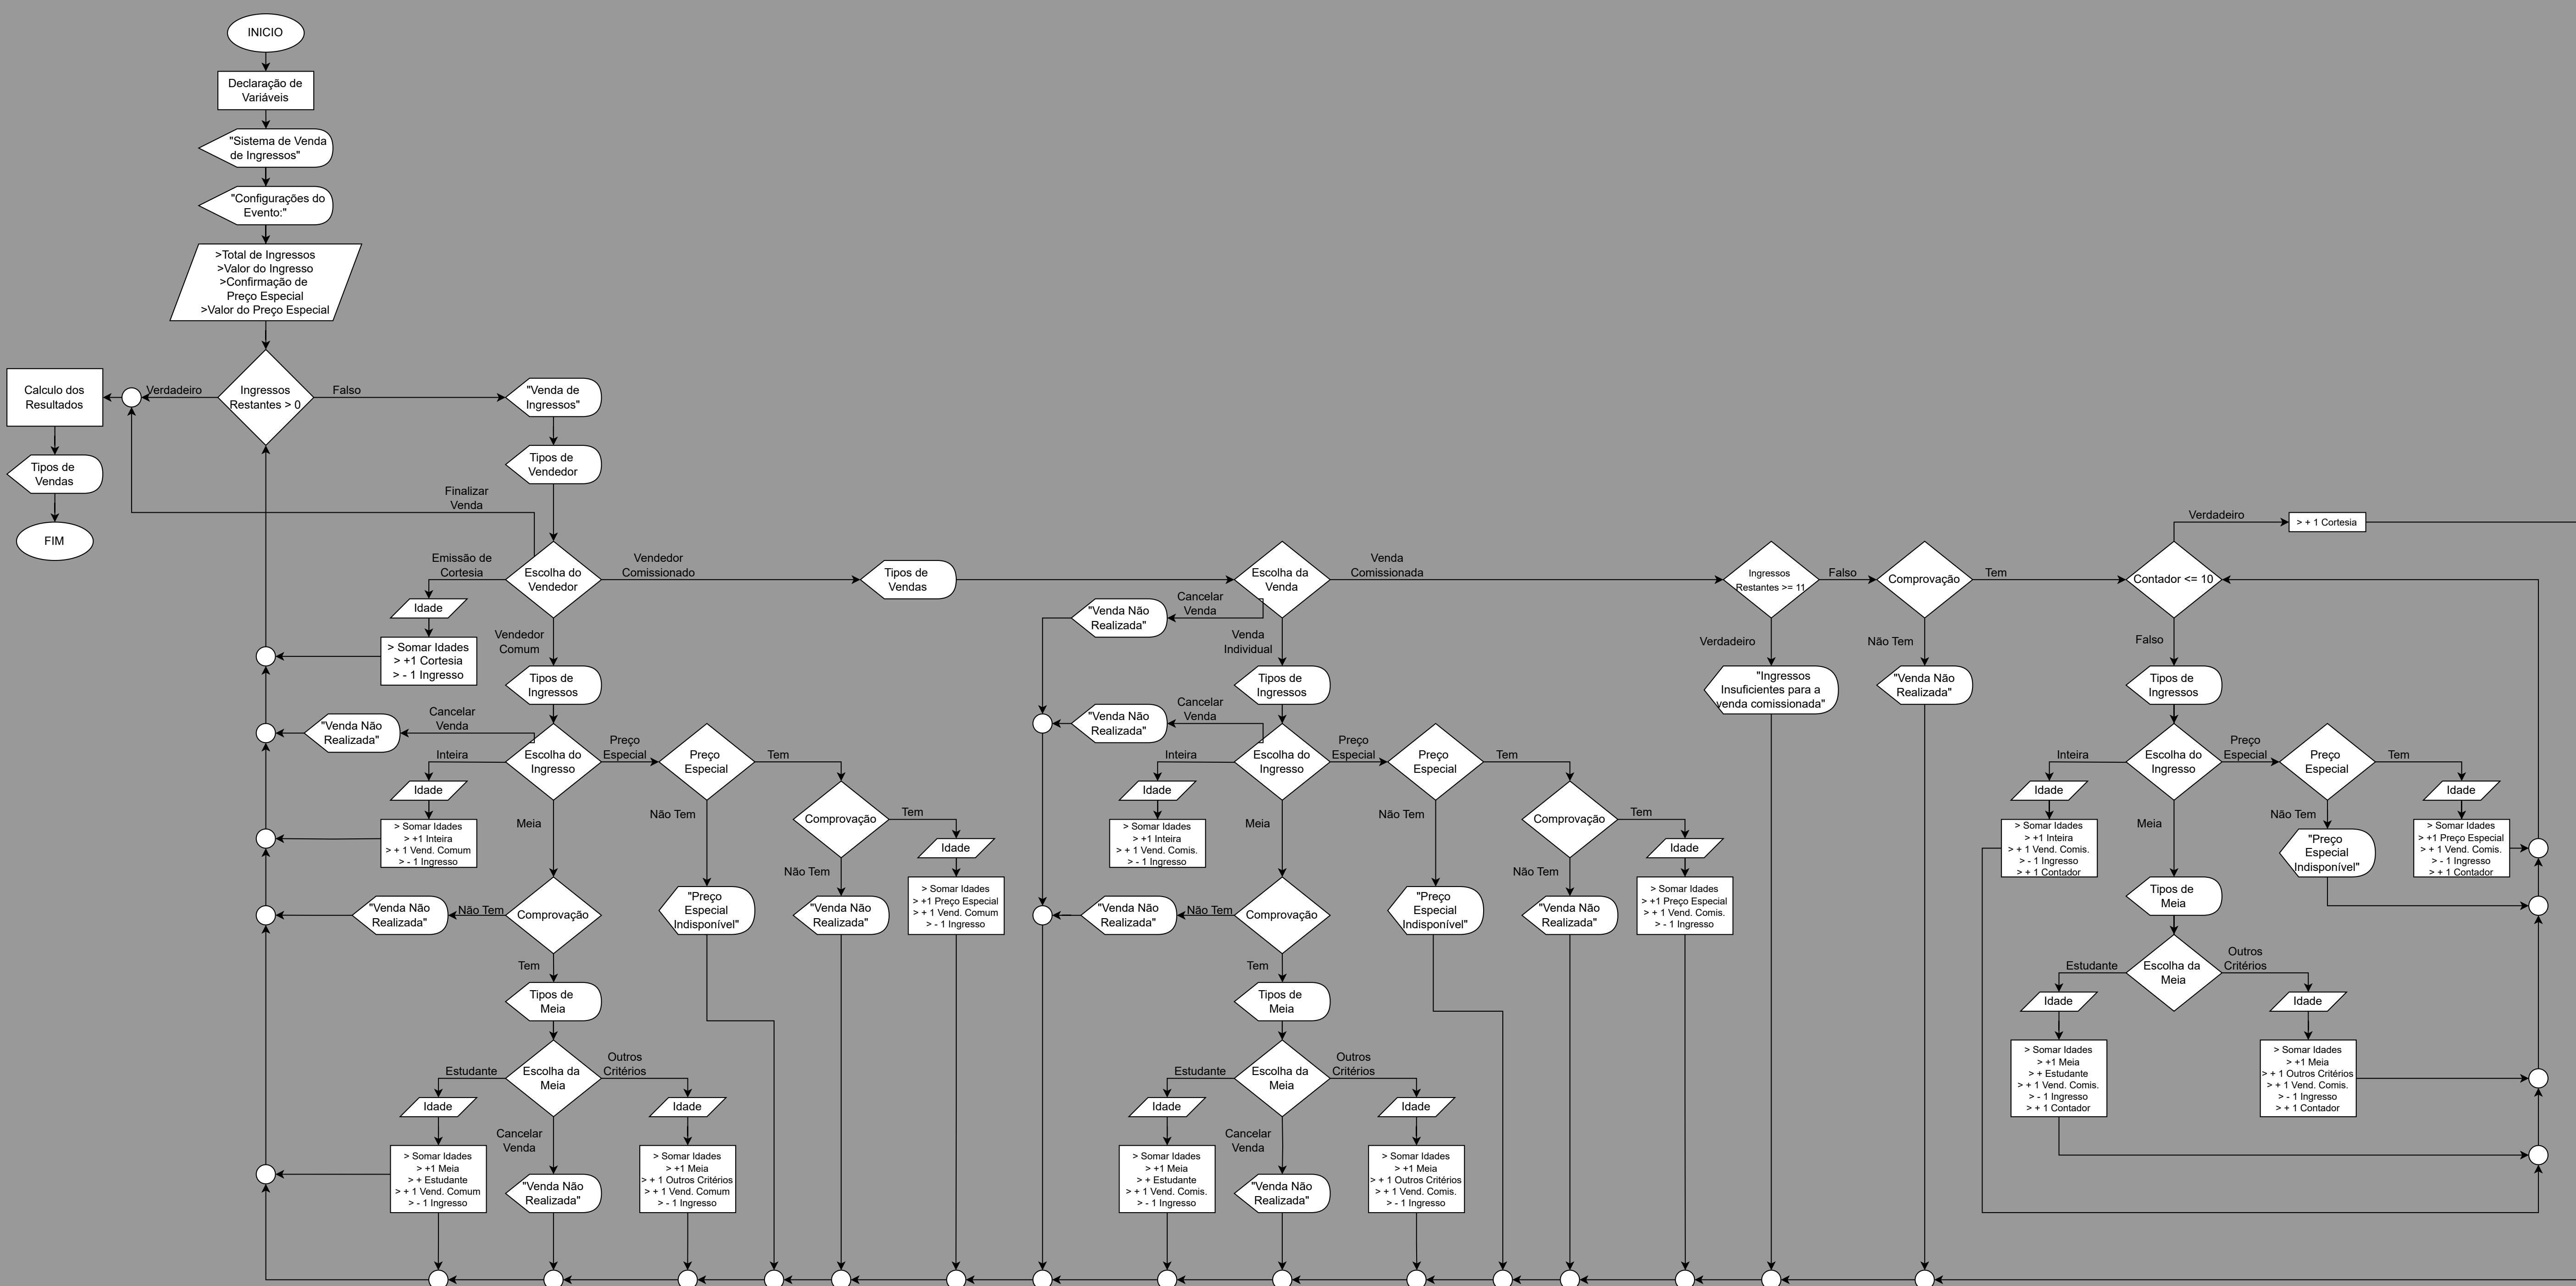 INICIO
Declaração de
Variáveis
"Sistema de Venda
de Ingressos"
"Configurações do
Evento:"
>Total de Ingressos
>Valor do Ingresso
>Confirmação de
Preço Especial
>Valor do Preço Especial
Calculo dos
Resultados
Verdadeiro
Ingressos
Restantes > 0
Falso
"Venda de
Ingressos"
Tipos de
Vendas
FIM
Tipos de
Vendedor
Finalizar
Venda
Emissão de
Cortesia
Escolha do
Vendedor
Vendedor
Comissionado
Idade
> Somar Idades
> +1 Cortesia
> - 1 Ingresso
Vendedor
Comum
Tipos de
Ingressos
Cancelar
Venda
"Venda Não
Realizada"
Inteira
Escolha do
Ingresso
Preço
Especial
Preço
Especial
Tem
Idade
> Somar Idades
> +1 Inteira
> + 1 Vend. Comum
> - 1 Ingresso
Meia
Não Tem
Comprovação
Tem
Idade
Não Tem
> Somar Idades
> +1 Preço Especial
> + 1 Vend. Comum
> - 1 Ingresso
"Venda Não
Realizada"
"Preço
Especial
Indisponível"
"Venda Não
Realizada"
Não Tem
Comprovação
Tem
Tipos de
Meia
Estudante
Escolha da
Meia
Outros
Critérios
Idade
Idade
Cancelar
Venda
> Somar Idades
> +1 Meia
> + Estudante
> + 1 Vend. Comum
> - 1 Ingresso
"Venda Não
Realizada"
> Somar Idades
> +1 Meia
> + 1 Outros Critérios
> + 1 Vend. Comum
> - 1 Ingresso
Tipos de
Vendas
Escolha da
Venda
Venda
Comissionada
Cancelar
Venda
"Venda Não
Realizada"
Venda
Individual
Tipos de
Ingressos
Cancelar
Venda
"Venda Não
Realizada"
Inteira
Escolha do
Ingresso
Preço
Especial
Preço
Especial
Tem
Idade
> Somar Idades
> +1 Inteira
> + 1 Vend. Comis.
> - 1 Ingresso
Meia
Não Tem
Comprovação
Tem
Idade
Não Tem
> Somar Idades
> +1 Preço Especial
> + 1 Vend. Comis.
> - 1 Ingresso
"Venda Não
Realizada"
"Preço
Especial
Indisponível"
"Venda Não
Realizada"
Não Tem
Comprovação
Tem
Tipos de
Meia
Estudante
Escolha da
Meia
Outros
Critérios
Idade
Idade
Cancelar
Venda
> Somar Idades
> +1 Meia
> + Estudante
> + 1 Vend. Comis.
> - 1 Ingresso
"Venda Não
Realizada"
> Somar Idades
> +1 Meia
> + 1 Outros Critérios
> + 1 Vend. Comis.
> - 1 Ingresso
Ingressos
Restantes >= 11
Falso
Verdadeiro
"Ingressos
Insuficientes para a
venda comissionada"
Comprovação
Tem
Não Tem
"Venda Não
Realizada"
Verdadeiro
> + 1 Cortesia
Contador <= 10
Falso
Tipos de
Ingressos
Inteira
Escolha do
Ingresso
Preço
Especial
Preço
Especial
Tem
Idade
> Somar Idades
> +1 Inteira
> + 1 Vend. Comis.
> - 1 Ingresso
> + 1 Contador
Meia
Não Tem
"Preço
Especial
Indisponível"
Idade
> Somar Idades
> +1 Preço Especial
> + 1 Vend. Comis.
> - 1 Ingresso
> + 1 Contador
Tipos de
Meia
Estudante
Escolha da
Meia
Outros
Critérios
Idade
Idade
> Somar Idades
> +1 Meia
> + Estudante
> + 1 Vend. Comis.
> - 1 Ingresso
> + 1 Contador
> Somar Idades
> +1 Meia
> + 1 Outros Critérios
> + 1 Vend. Comis.
> - 1 Ingresso
> + 1 Contador